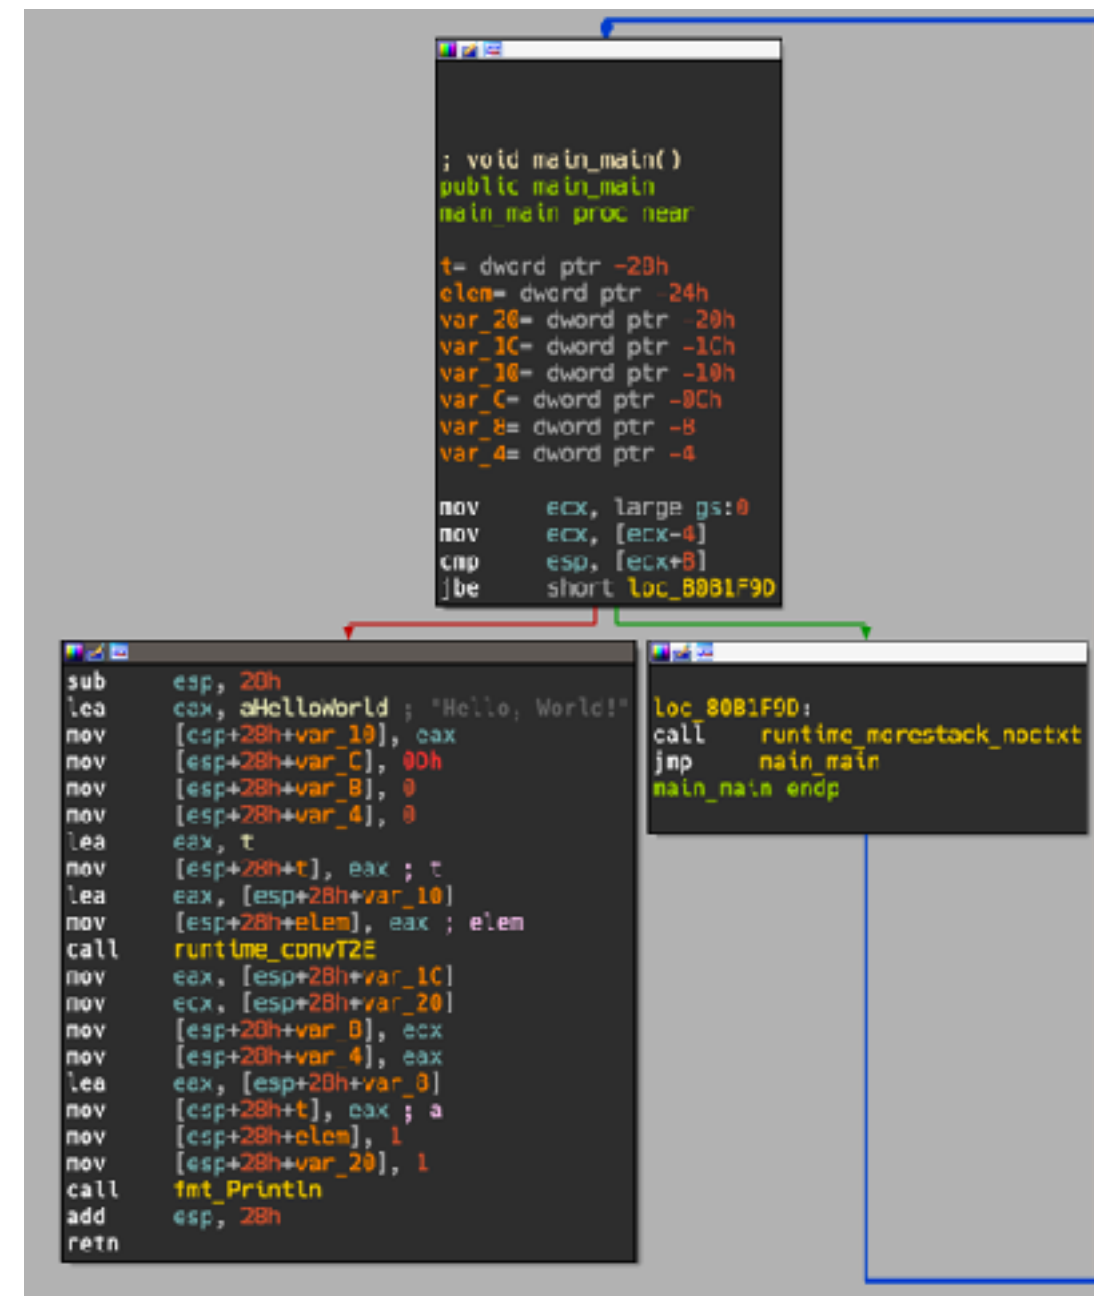 ; void main_main()
public main_main
main_main proc near
t= dword ptr -28h
elem= dword ptr -24h
var_20= dword ptr -20h
var_1C= dword ptr -1Ch
var_10= dword ptr -10h
var_C= dword ptr -0Ch
var_8= dword ptr -8
var_4= dword ptr -4
mov ecx, large gs:0
mov ecx, [ecx-4]
cmp esp, [ecx+8]
jbe short loc_80B1F9D
sub esp, 28h
lea eax, aHelloWorld ; "Hello, World!"
mov [esp+28h+var_10], eax
mov [esp+28h+var_C], 0Dh
mov [esp+28h+var_8], 0
mov [esp+28h+var_4], 0
lea eax, t
mov [esp+28h+t], eax ; t
lea eax, [esp+28h+var_10]
mov [esp+28h+elem], eax ; elem
call runtime_convT2E
mov eax, [esp+28h+var_1C]
mov ecx, [esp+28h+var_20]
mov [esp+28h+var_8], ecx
mov [esp+28h+var_4], eax
lea eax, [esp+28h+var_8]
mov [esp+28h+t], eax ; a
mov [esp+28h+elem], 1
mov [esp+28h+var_20], 1
call fmt_Println
add esp, 28h
retn
loc_80B1F9D:
call runtime_morestack_noctxt
jmp main_main
main_main endp